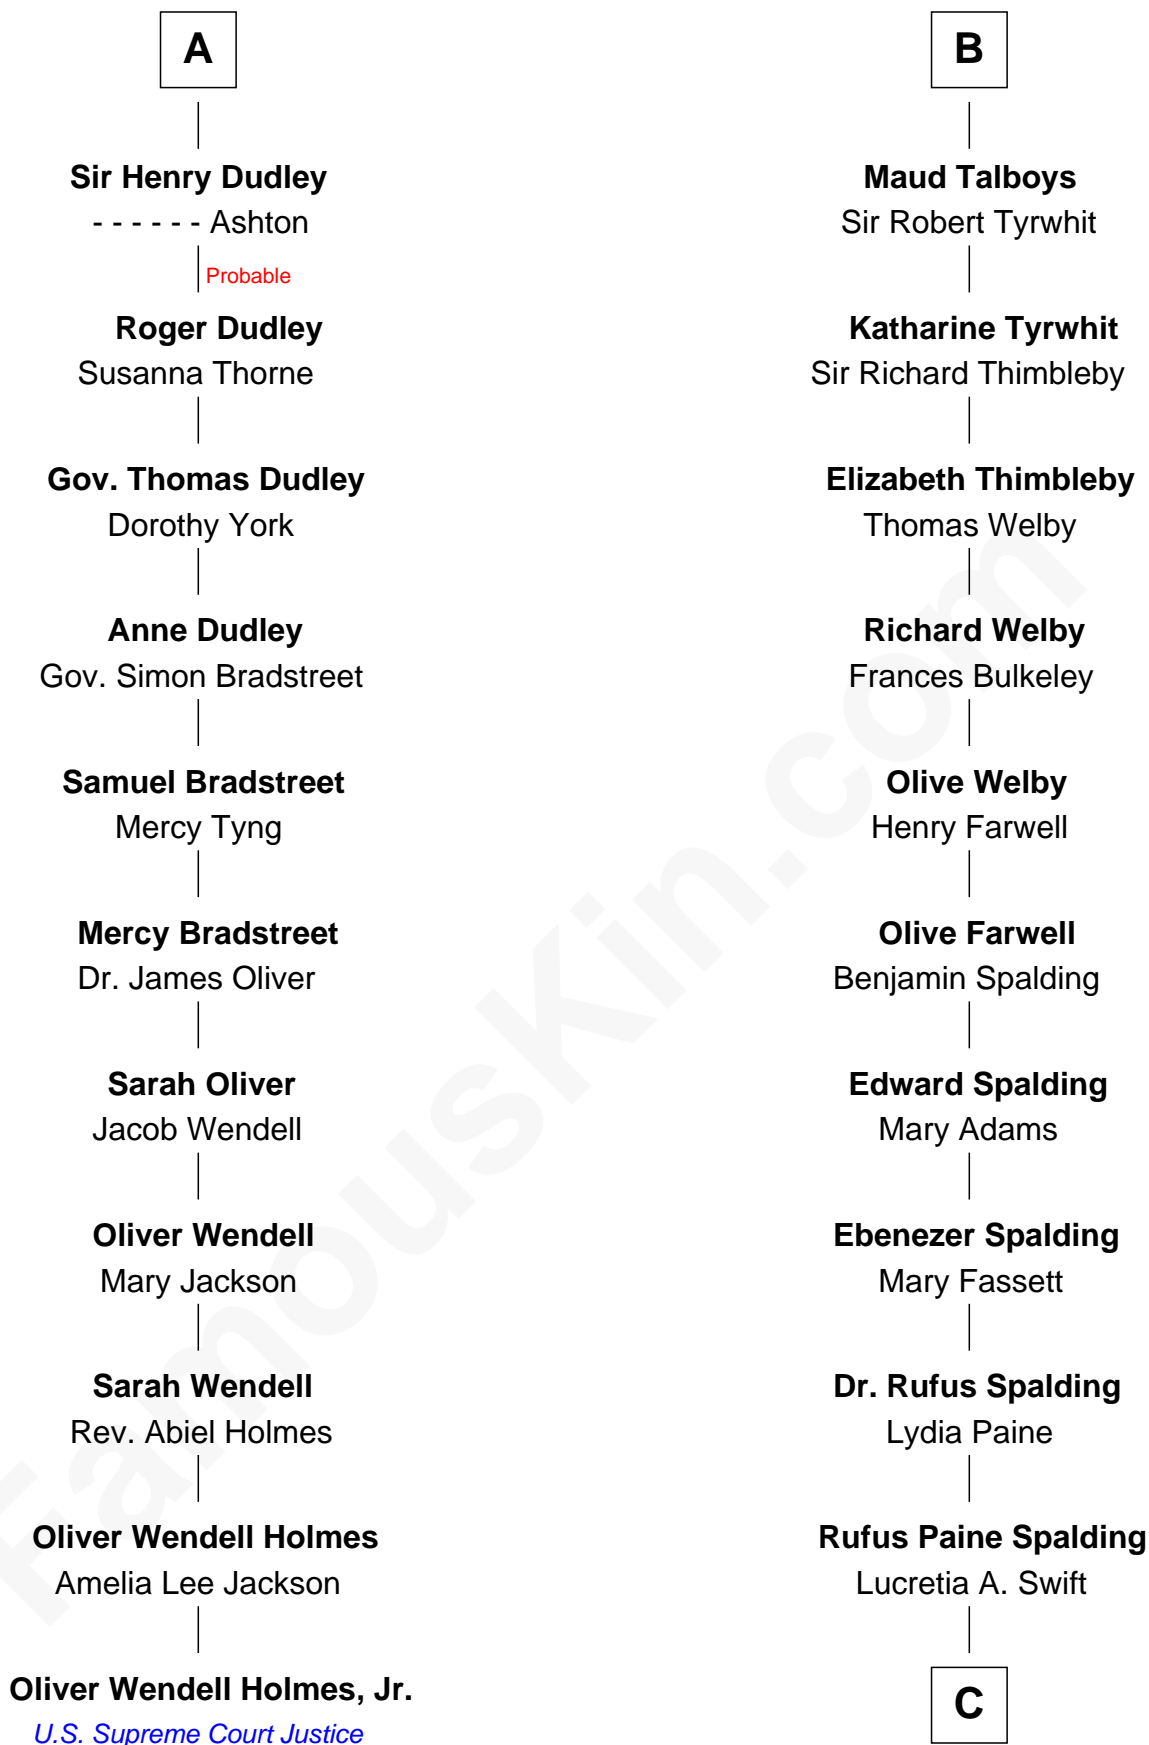 A
Sir Henry Dudley
- - - - - - Ashton
Probable
Roger Dudley
Susanna Thorne
Gov. Thomas Dudley
Dorothy York
Anne Dudley
Gov. Simon Bradstreet
Samuel Bradstreet
Mercy Tyng
Mercy Bradstreet
Dr. James Oliver
Sarah Oliver
Jacob Wendell
Oliver Wendell
Mary Jackson
Sarah Wendell
Rev. Abiel Holmes
Oliver Wendell Holmes
Amelia Lee Jackson
Oliver Wendell Holmes, Jr.
U.S. Supreme Court Justice
B
Maud Talboys
Sir Robert Tyrwhit
Katharine Tyrwhit
Sir Richard Thimbleby
Elizabeth Thimbleby
Thomas Welby
Richard Welby
Frances Bulkeley
Olive Welby
Henry Farwell
Olive Farwell
Benjamin Spalding
Edward Spalding
Mary Adams
Ebenezer Spalding
Mary Fassett
Dr. Rufus Spalding
Lydia Paine
Rufus Paine Spalding
Lucretia A. Swift
C
FamousKin.com